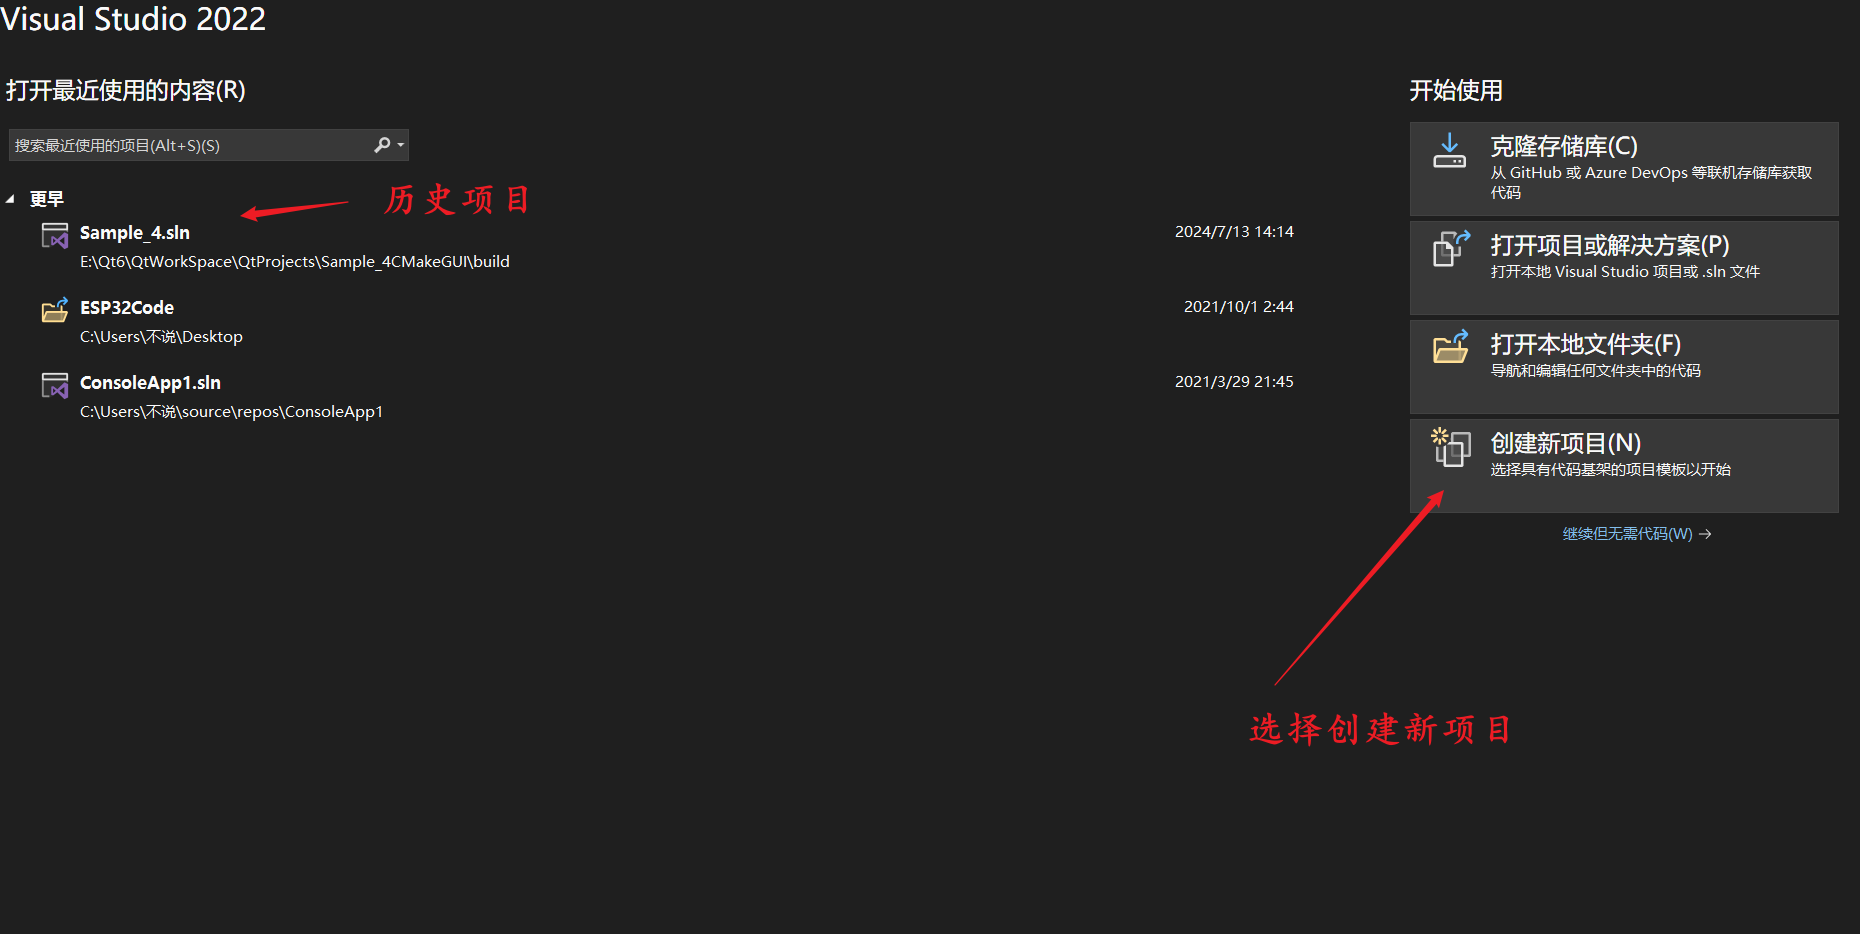 Visual Studio 2022
打开最近使用的内容(R)
搜索最近使用的项目(Alt+S)(S)
更早
历史项目
Sample_4.sln
2024/7/13 14:14
E:\Qt6\QtWorkSpace\QtProjects\Sample_4CMakeGUI\build
ESP32Code
2021/10/1 2:44
C:\Users\不说\Desktop
ConsoleApp1.sln
2021/3/29 21:45
C:\Users\不说\source\repos\ConsoleApp1
开始使用
克隆存储库(C)
从 GitHub 或 Azure DevOps 等联机存储库获取
代码
打开项目或解决方案(P)
打开本地 Visual Studio 项目或 .sln 文件
打开本地文件夹(F)
导航和编辑任何文件夹中的代码
创建新项目(N)
选择具有代码基架的项目模板以开始
继续但无需代码(W) →
选择创建新项目